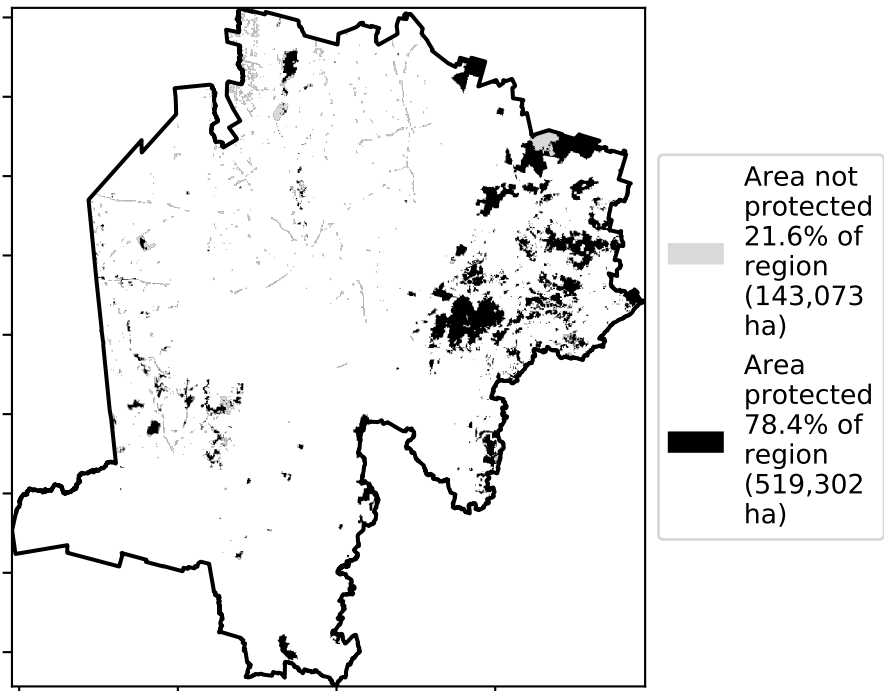 Area not
protected
21.6% of
region
(143,073
ha)
Area
protected
78.4% of
region
(519,302
ha)